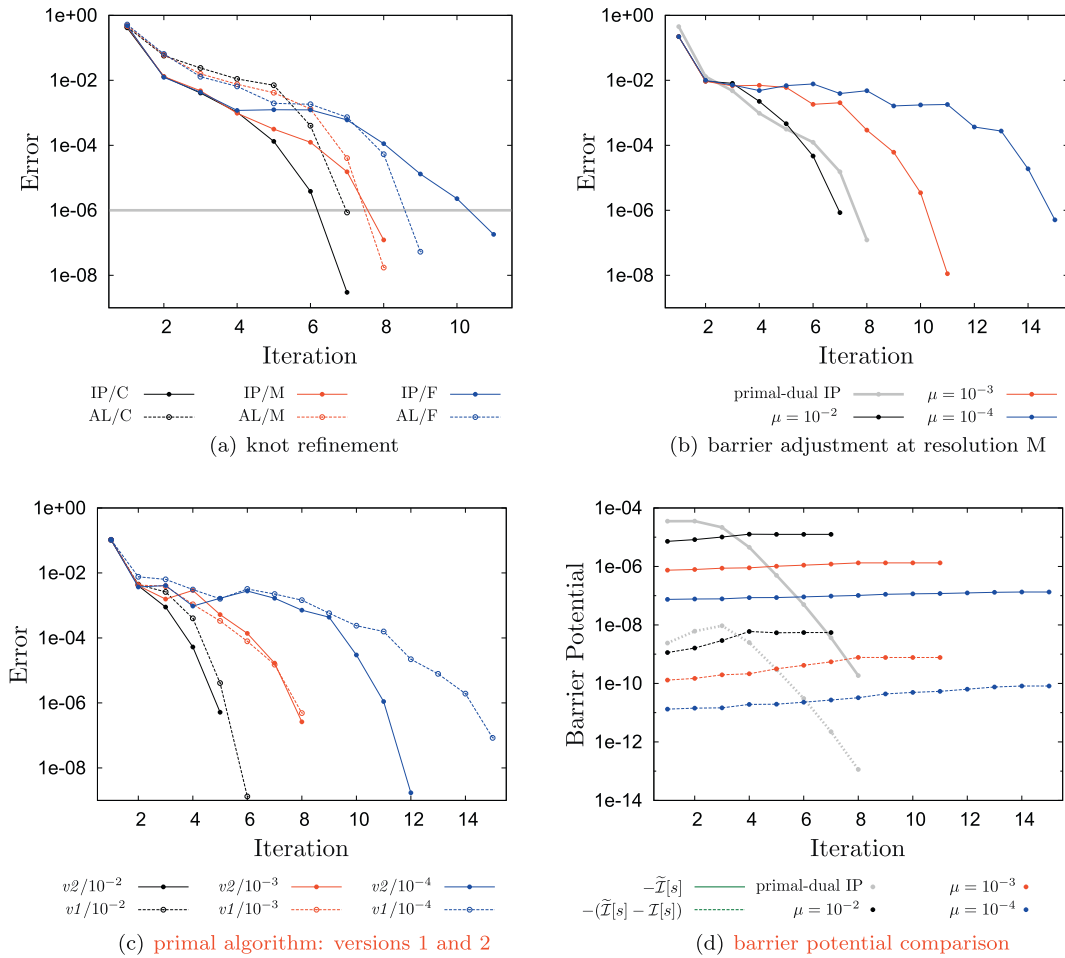 1e+00
1e-02
1e-04
1e-06
1e-08
Error
2 4 6 8 10
Iteration
IP/C IP/M IP/F
AL/C AL/M AL/F
(a) knot refinement
1e+00
1e-02
1e-04
1e-06
1e-08
Error
2 4 6 8 10 12 14
Iteration
primal-dual IP μ = 10⁻³
μ = 10⁻² μ = 10⁻⁴
(b) barrier adjustment at resolution M
1e+00
1e-02
1e-04
1e-06
1e-08
Error
2 4 6 8 10 12 14
Iteration
v2/10⁻² v2/10⁻³ v2/10⁻⁴
v1/10⁻² v1/10⁻³ v1/10⁻⁴
(c) primal algorithm: versions 1 and 2
1e-04
1e-06
1e-08
1e-10
1e-12
1e-14
Barrier Potential
2 4 6 8 10 12 14
Iteration
−Ĩ[s] primal-dual IP μ = 10⁻³
−(Ĩ[s] − I[s]) μ = 10⁻² μ = 10⁻⁴
(d) barrier potential comparison